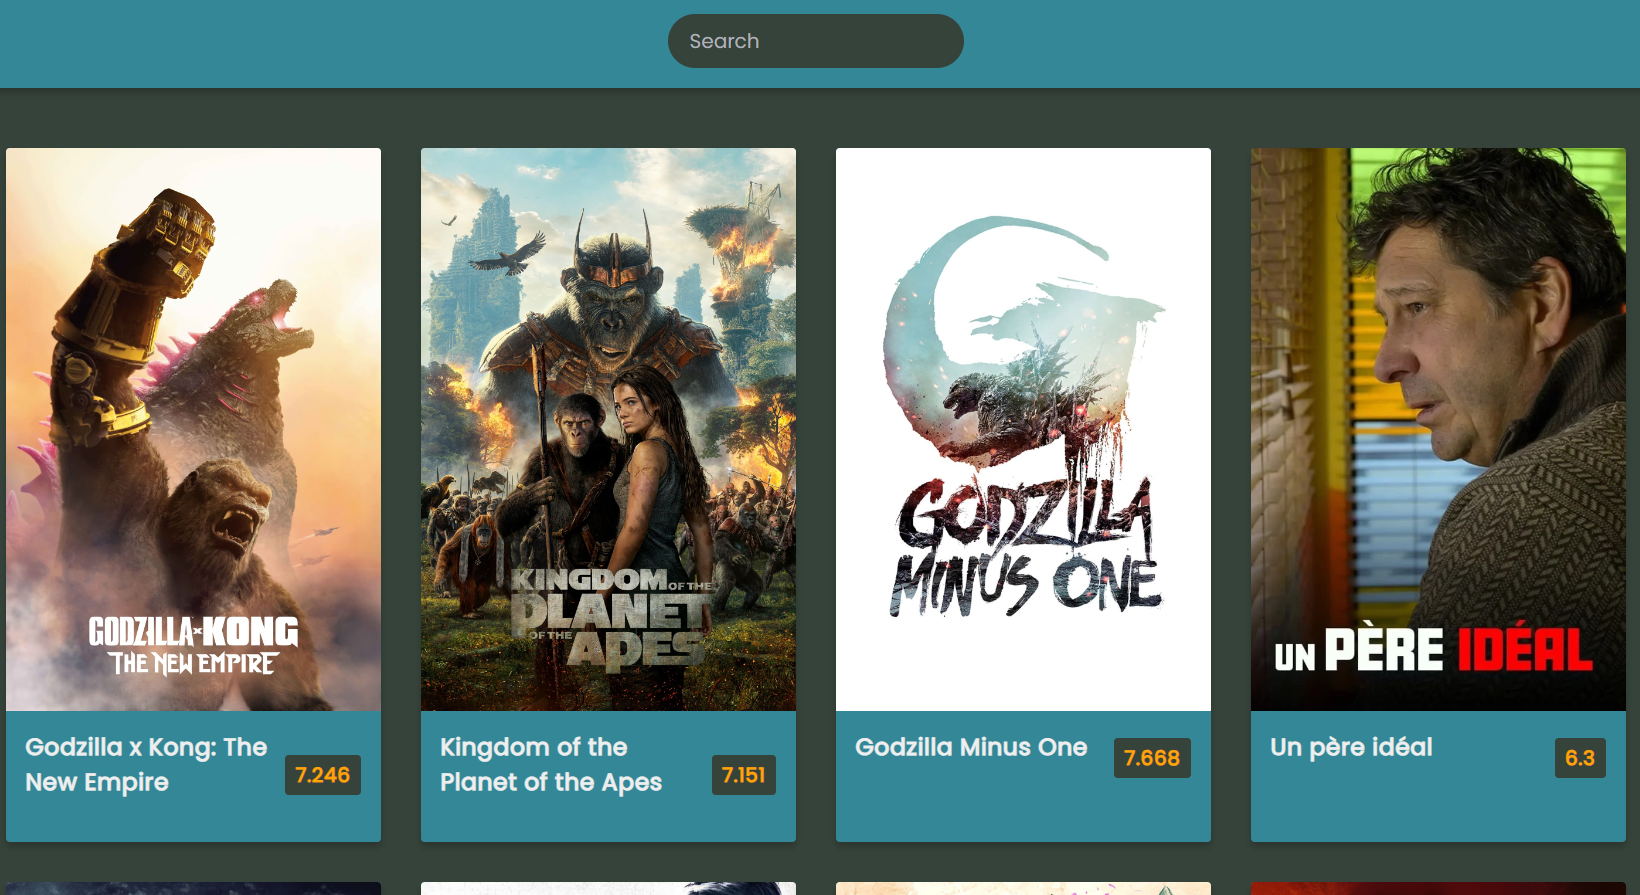 Search
GODZILLA x KONG
THE NEW EMPIRE
KINGDOM OF THE
PLANET
OF THE APES
GODZILLA
MINUS ONE
UN PÈRE IDÉAL
Godzilla x Kong: The
New Empire
7.246
Kingdom of the
Planet of the Apes
7.151
Godzilla Minus One
7.668
Un père idéal
6.3